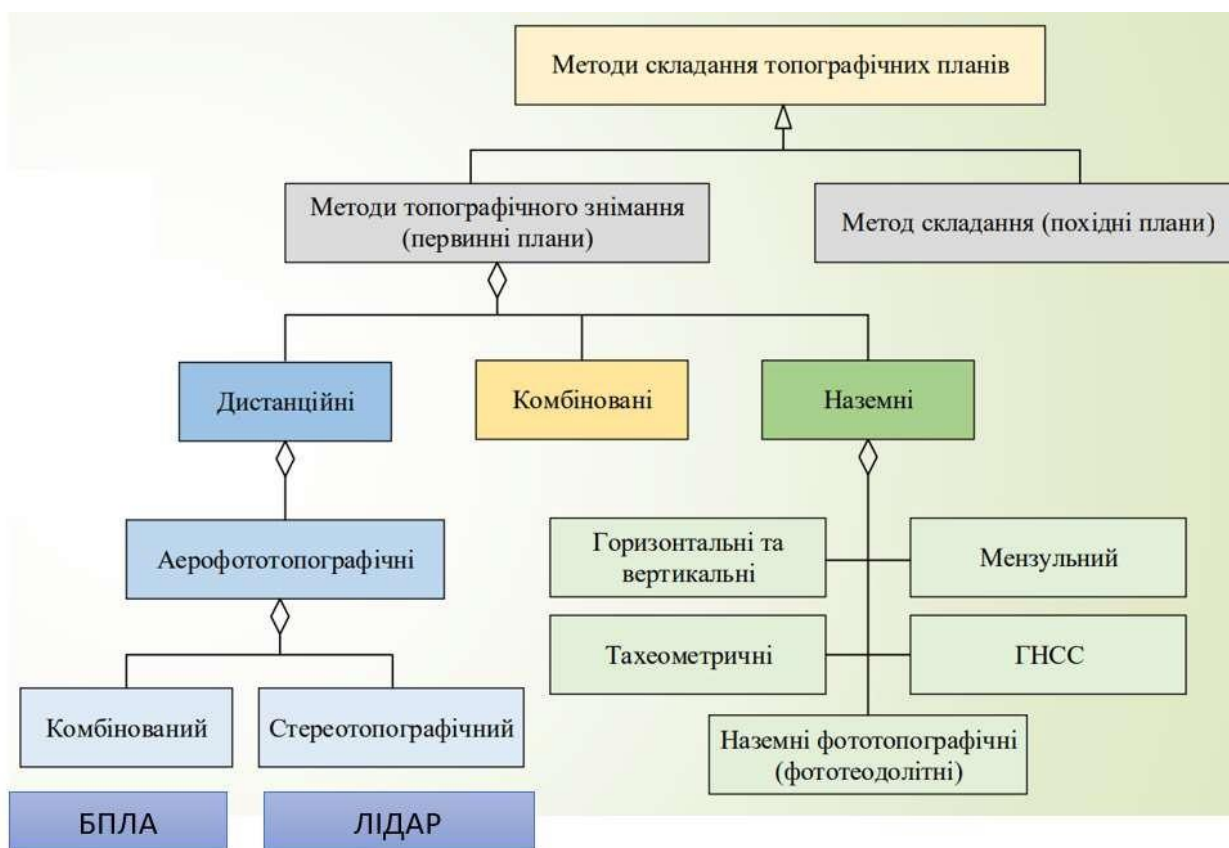 Методи складання топографічних планів
Методи топографічного знімання
(первинні плани)
Метод складання (похідні плани)
Дистанційні
Комбіновані
Наземні
Аерофототопографічні
Горизонтальні та
вертикальні
Мензульний
Тахеометричні
ГНСС
Комбінований
Стереотопографічний
Наземні фототопографічні
(фототеодолітні)
БПЛА
ЛІДАР